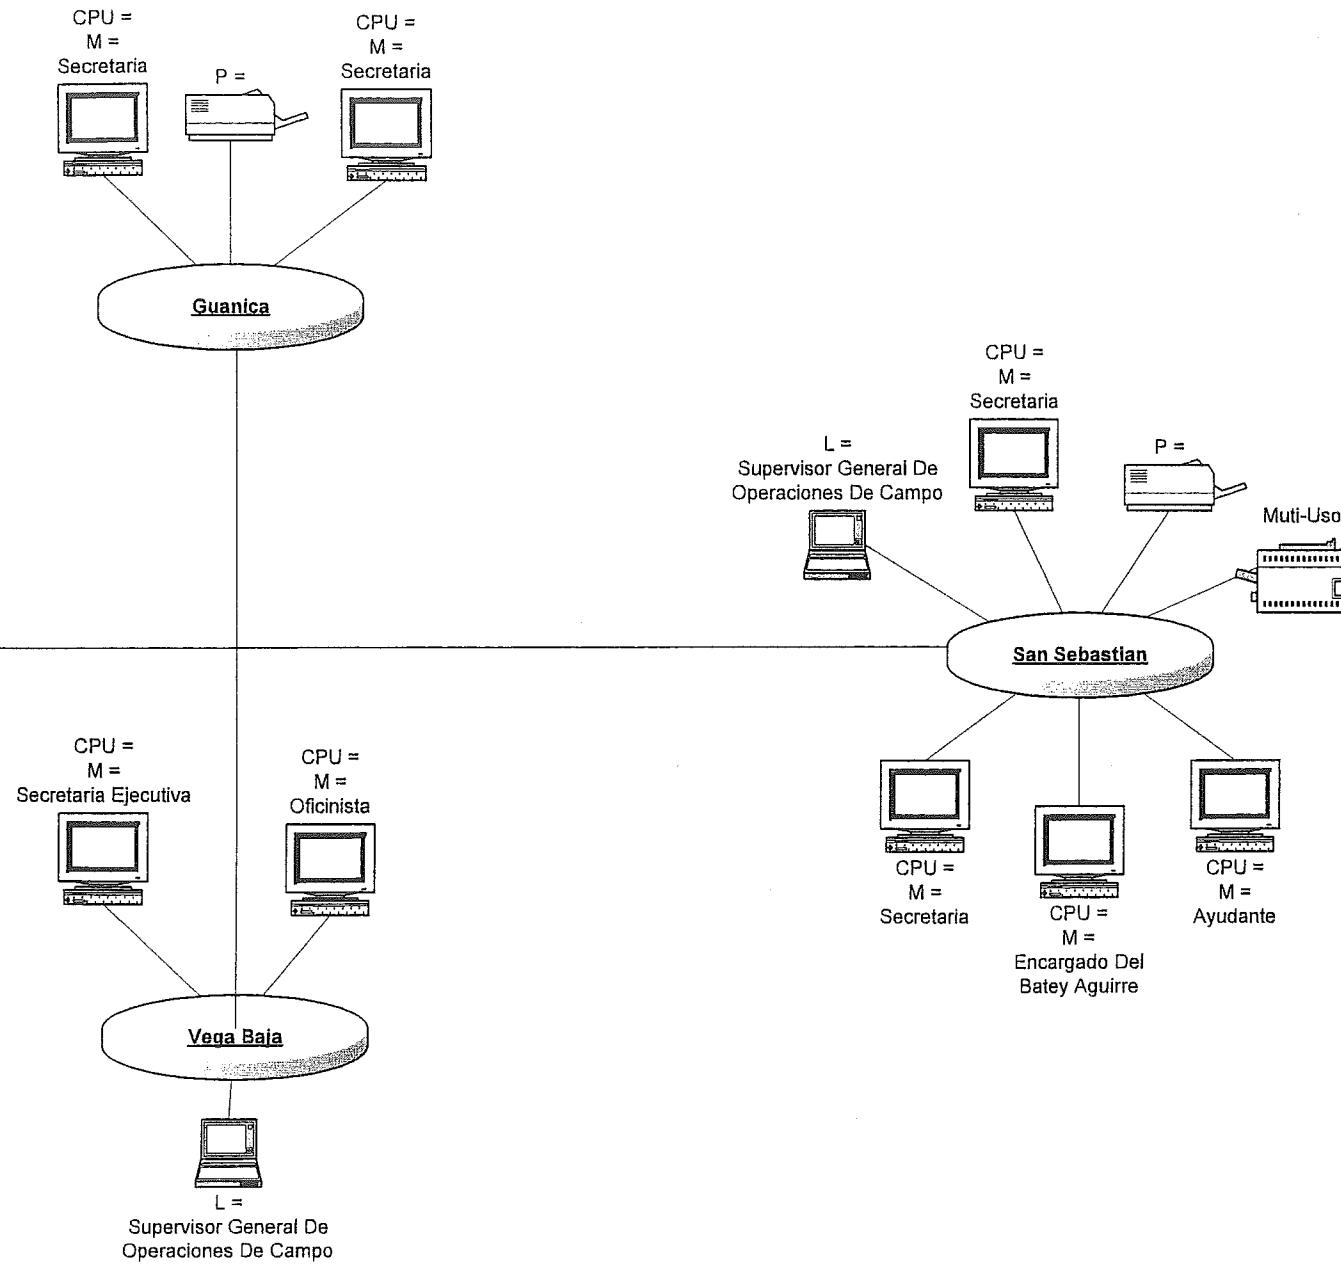 CPU =
M =
Secretaria
P =
CPU =
M =
Secretaria
Guanica
CPU =
M =
Secretaria
L =
Supervisor General De
Operaciones De Campo
P =
Muti-Uso
San Sebastian
CPU =
M =
Secretaria Ejecutiva
CPU =
M =
Oficinista
CPU =
M =
Secretaria
CPU =
M =
Encargado Del
Batey Aguirre
CPU =
M =
Ayudante
Vega Baja
L =
Supervisor General De
Operaciones De Campo